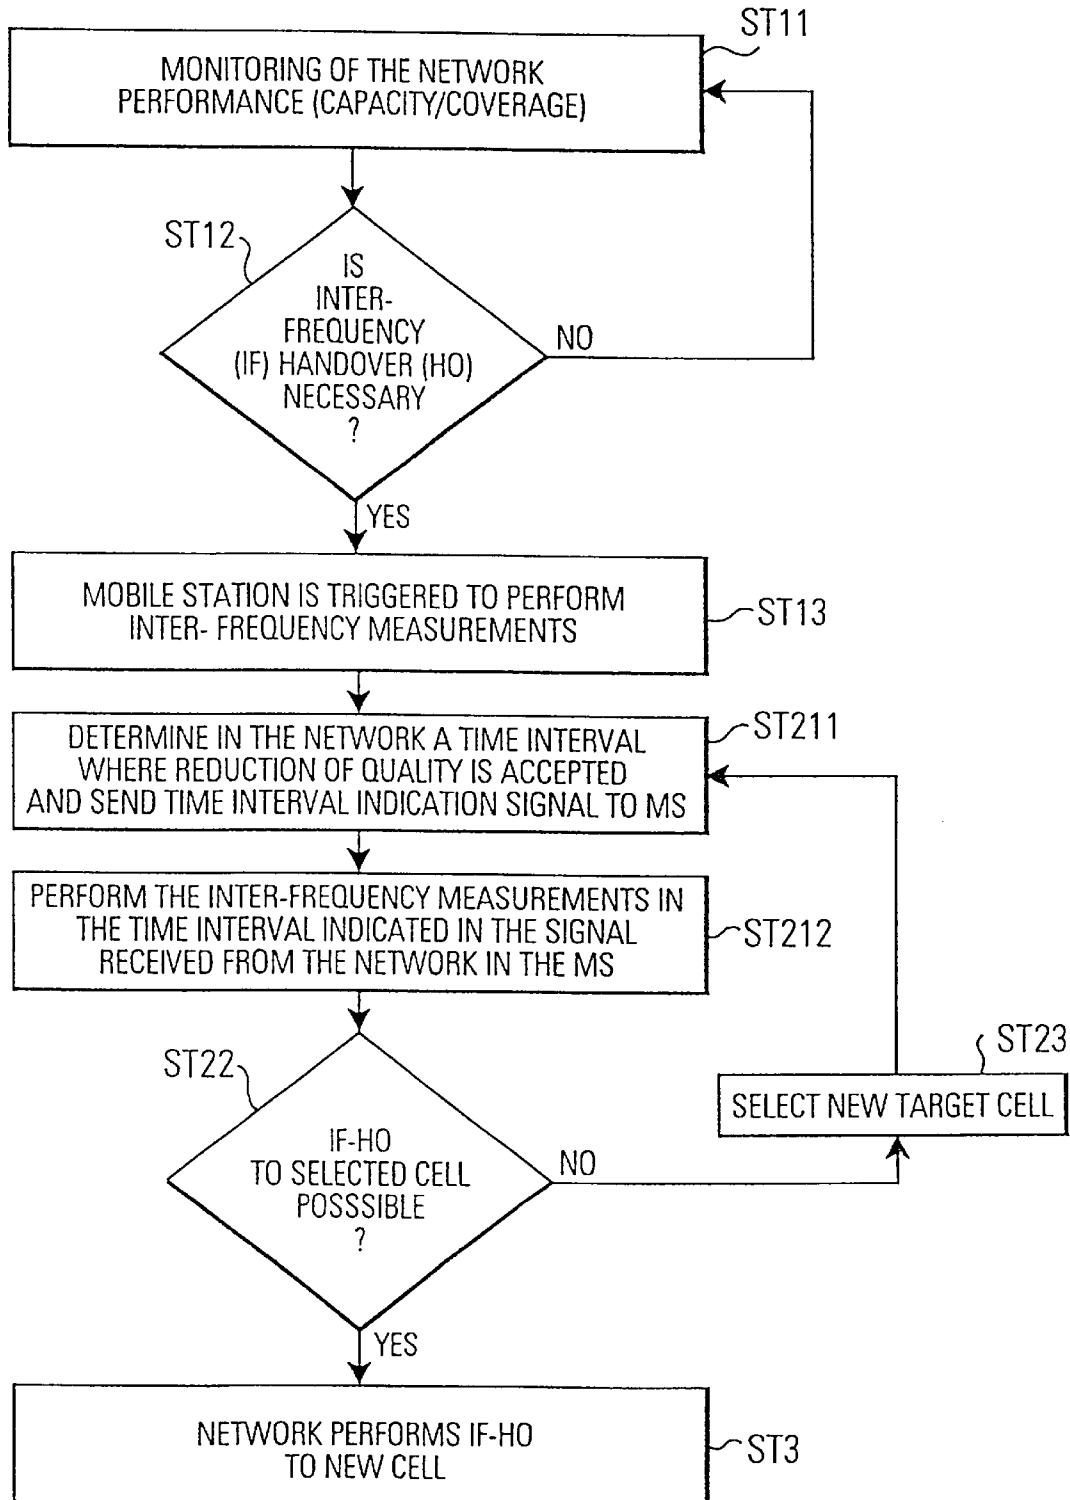 ST11
MONITORING OF THE NETWORK
PERFORMANCE (CAPACITY/COVERAGE)
ST12
IS
INTER-
FREQUENCY
(IF) HANDOVER (HO)
NECESSARY
?
NO
YES
MOBILE STATION IS TRIGGERED TO PERFORM
INTER- FREQUENCY MEASUREMENTS
ST13
DETERMINE IN THE NETWORK A TIME INTERVAL
WHERE REDUCTION OF QUALITY IS ACCEPTED
AND SEND TIME INTERVAL INDICATION SIGNAL TO MS
ST211
PERFORM THE INTER-FREQUENCY MEASUREMENTS IN
THE TIME INTERVAL INDICATED IN THE SIGNAL
RECEIVED FROM THE NETWORK IN THE MS
ST212
ST22
IF-HO
TO SELECTED CELL
POSSSIBLE
?
NO
ST23
SELECT NEW TARGET CELL
YES
NETWORK PERFORMS IF-HO
TO NEW CELL
ST3